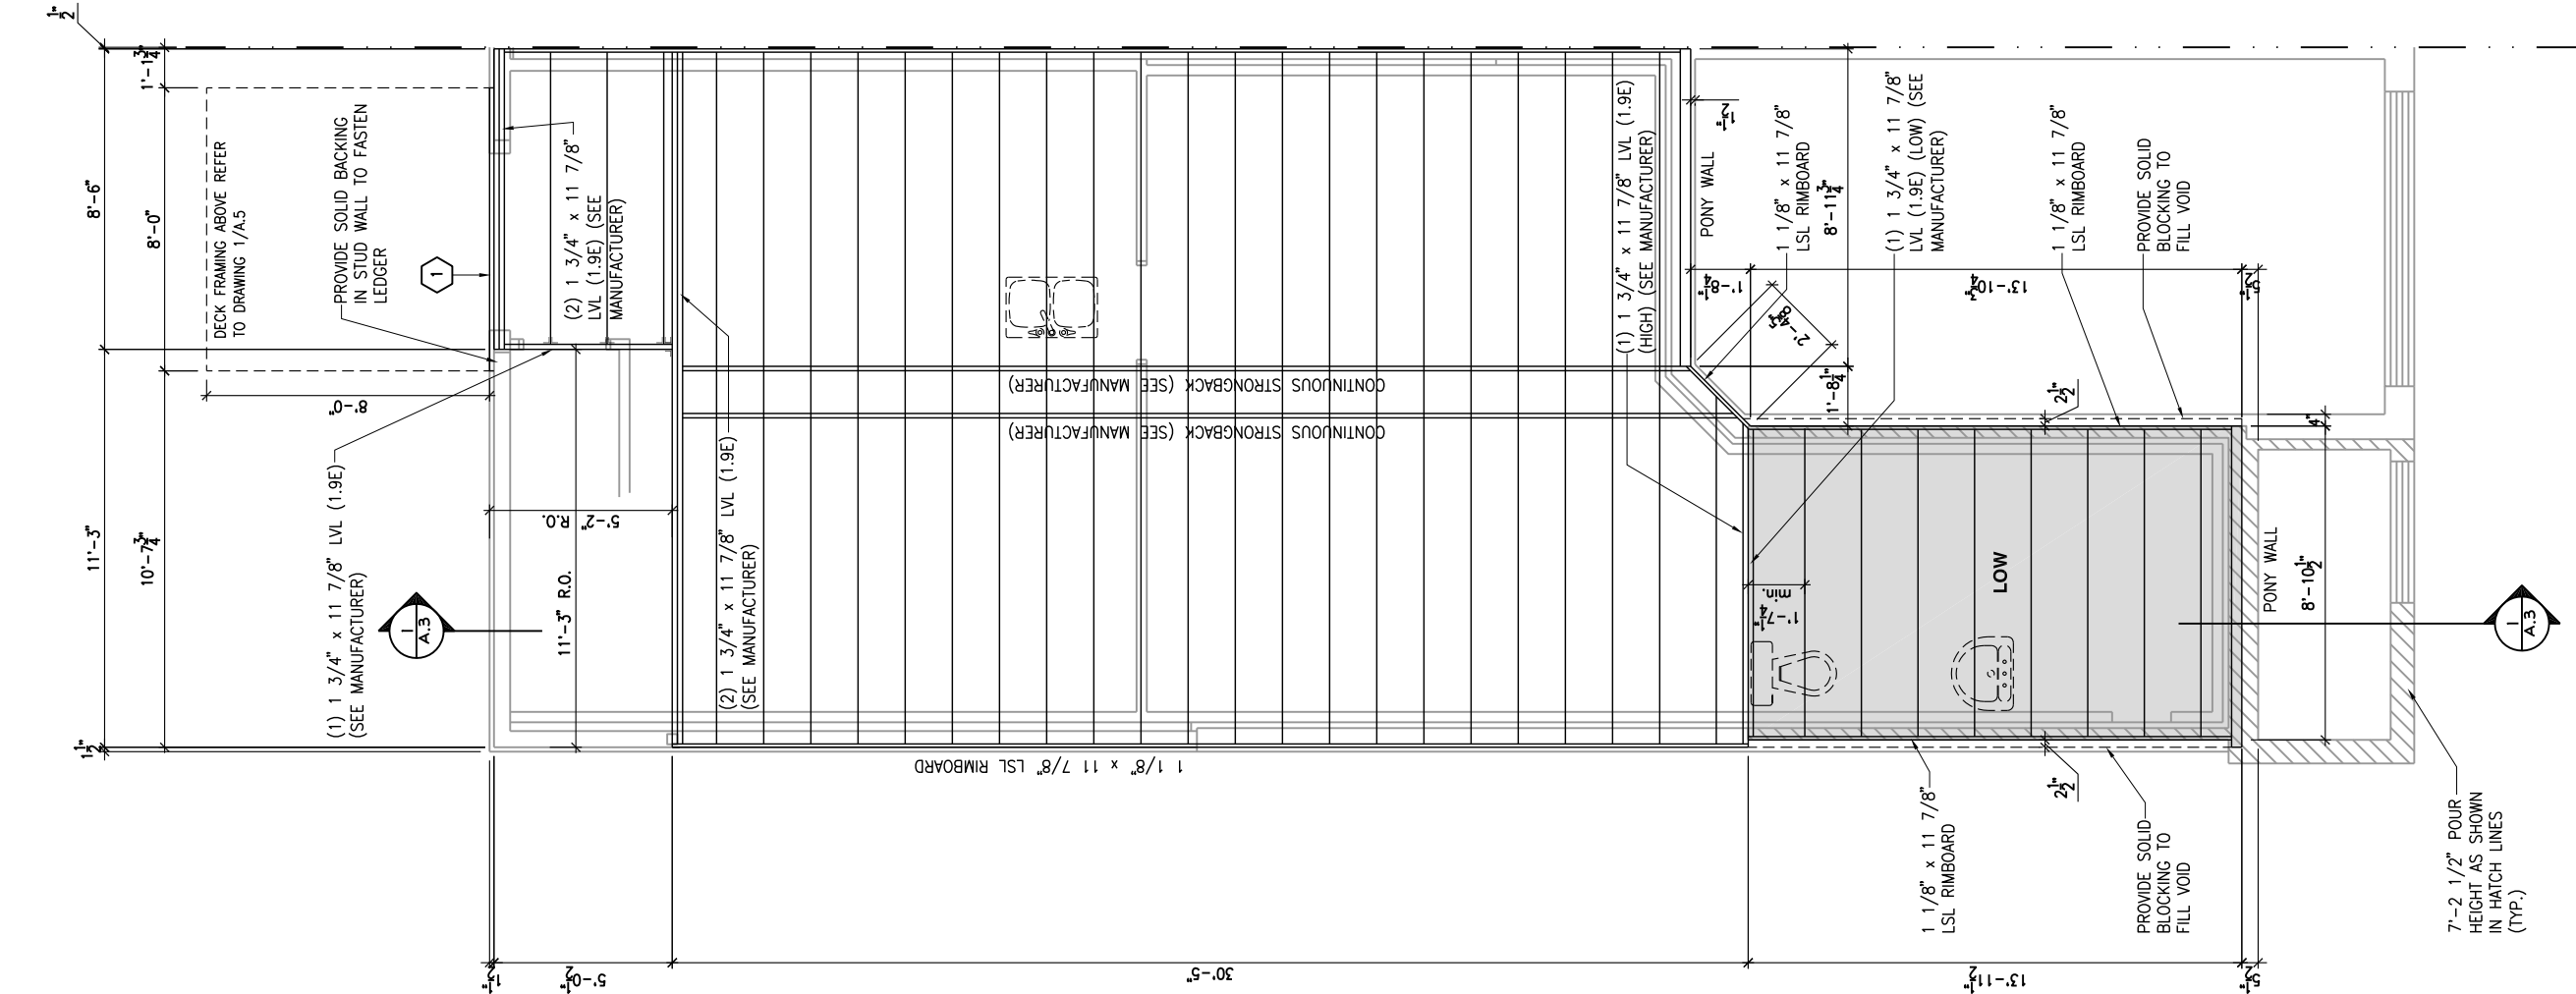 1 1/2"
8'-6"
11'-3"
1 1/2"
1'-1 3/4"
8'-0"
10'-7 3/4"
DECK FRAMING ABOVE REFER
TO DRAWING 1/A.5
PROVIDE SOLID BACKING
IN STUD WALL TO FASTEN
LEDGER
1
8'-0"
(1) 1 3/4" x 11 7/8" LVL (1.9E)
(SEE MANUFACTURER)
1
A.3
(2) 1 3/4" x 11 7/8"
LVL (1.9E) (SEE
MANUFACTURER)
5'-2" R.O.
11'-3" R.O.
(2) 1 3/4" x 11 7/8" LVL (1.9E)
(SEE MANUFACTURER)
CONTINUOUS STRONGBACK (SEE MANUFACTURER)
CONTINUOUS STRONGBACK (SEE MANUFACTURER)
1 1/8" x 11 7/8" LSL RIMBOARD
(1) 1 3/4" x 11 7/8" LVL (1.9E)
(HIGH) (SEE MANUFACTURER)
1 1/2"
PONY WALL
1 1/8" x 11 7/8"
LSL RIMBOARD
8'-11 3/4"
(1) 1 3/4" x 11 7/8"
LVL (1.9E) (LOW) (SEE
MANUFACTURER)
1 1/8" x 11 7/8"
LSL RIMBOARD
PROVIDE SOLID
BLOCKING TO
FILL VOID
1'-8 1/4"
13'-10 3/4"
5 1/2"
2'-4 5/8"
1'-8 1/4"
2 1/2"
4"
1'-7 1/4"
min.
LOW
PONY WALL
8'-10 1/2"
1
A.3
2 1/2"
1 1/8" x 11 7/8"
LSL RIMBOARD
PROVIDE SOLID
BLOCKING TO
FILL VOID
7'-2 1/2" POUR
HEIGHT AS SHOWN
IN HATCH LINES
(TYP.)
1 1/2"
5'-0 1/2"
30'-5"
13'-11 1/2"
5 1/2"